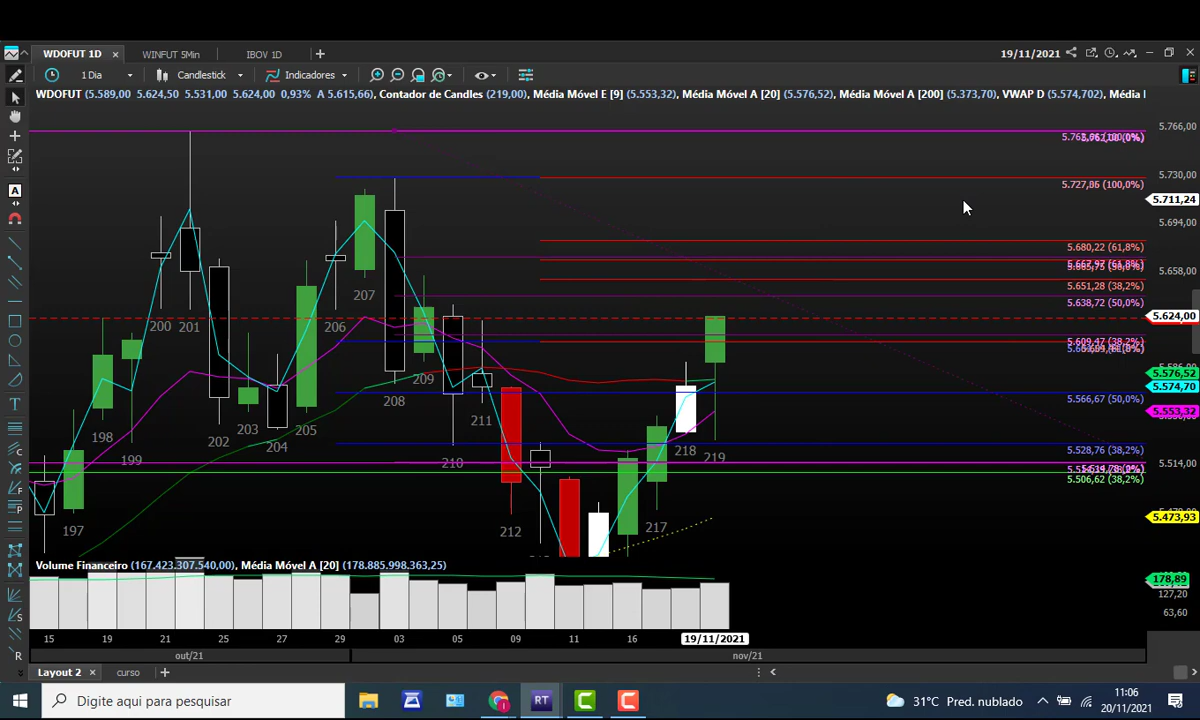 WDOFUT 1D
WINFUT 5Min
IBOV 1D
19/11/2021
1 Dia
Candlestick
Indicadores
WDOFUT (5.589,00 5.624,50 5.531,00 5.624,00 0,93% A 5.615,66), Contador de Candles (219,00), Média Móvel E [9] (5.553,32), Média Móvel A [20] (5.576,52), Média Móvel A [200] (5.373,70), VWAP D (5.574,702), Média
5.766,00
5.730,00
5.727,86 (100,0%)
5.711,24
5.694,00
5.680,22 (61,8%)
5.658,00
5.651,28 (38,2%)
5.638,72 (50,0%)
5.624,00
5.609,47 (38,2%)
5.576,52
5.574,70
5.566,67 (50,0%)
5.553,32
5.528,76 (38,2%)
5.514,00
5.506,62 (38,2%)
5.473,93
197
198
199
200
201
202
203
204
205
206
207
208
209
210
211
212
217
218
219
Volume Financeiro (167.423.307.540,00), Média Móvel A [20] (178.885.998.363,25)
178,89
127,20
63,60
15 19 21 25 27 29 03 05 09 11 16 19/11/2021
out/21
nov/21
Layout 2
curso
Digite aqui para pesquisar
31°C Pred. nublado
11:06
20/11/2021